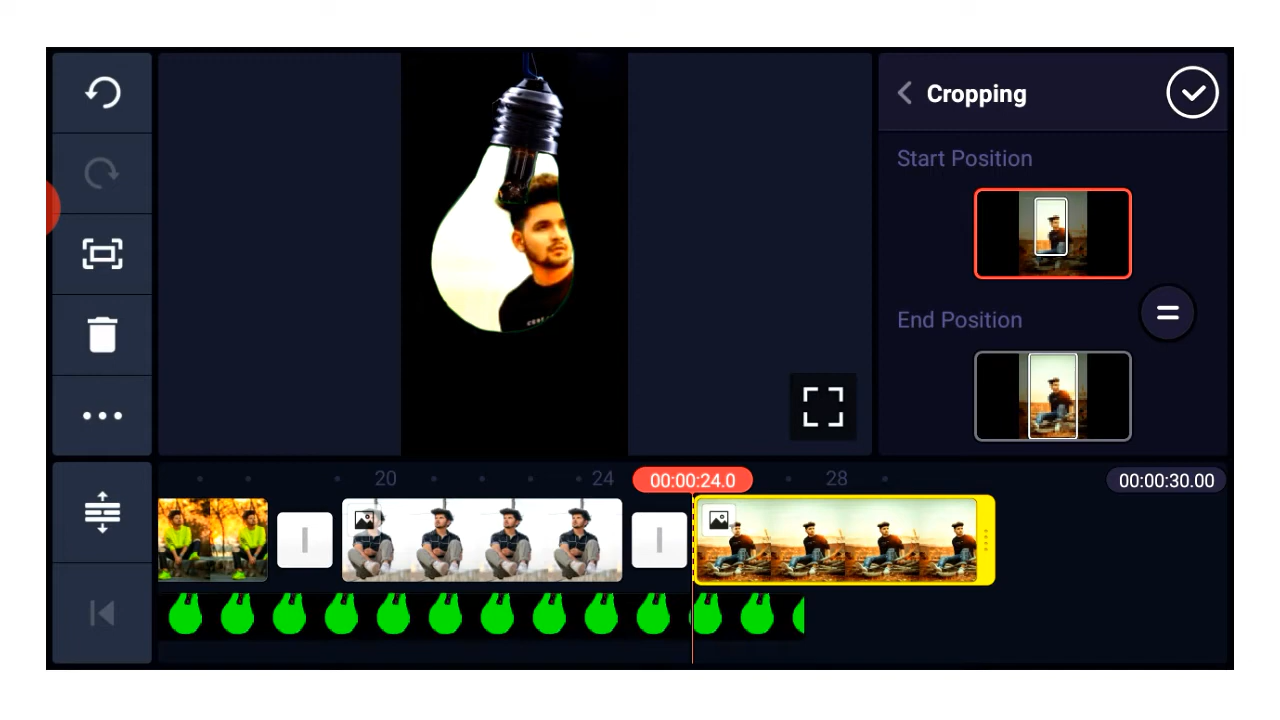 Cropping
Start Position
End Position
20
24
00:00:24.0
28
00:00:30.00